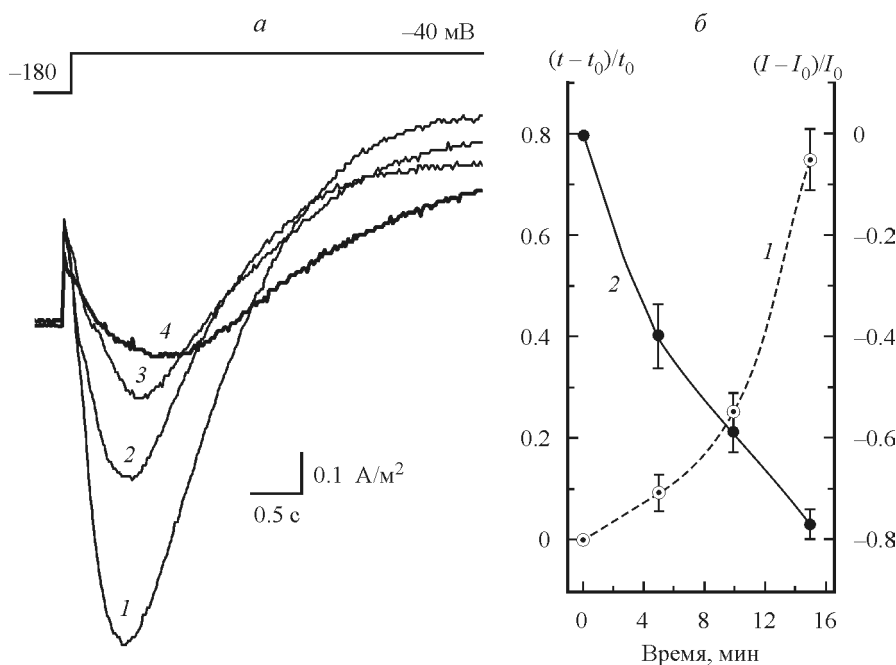 а
–40 мВ
–180
4
3
2
1
0.1 А/м²
0.5 с
б
(t – t₀)/t₀
(I – I₀)/I₀
0.8
0
0.6
–0.2
1
2
0.4
–0.4
0.2
–0.6
0
–0.8
0 4 8 12 16
Время, мин